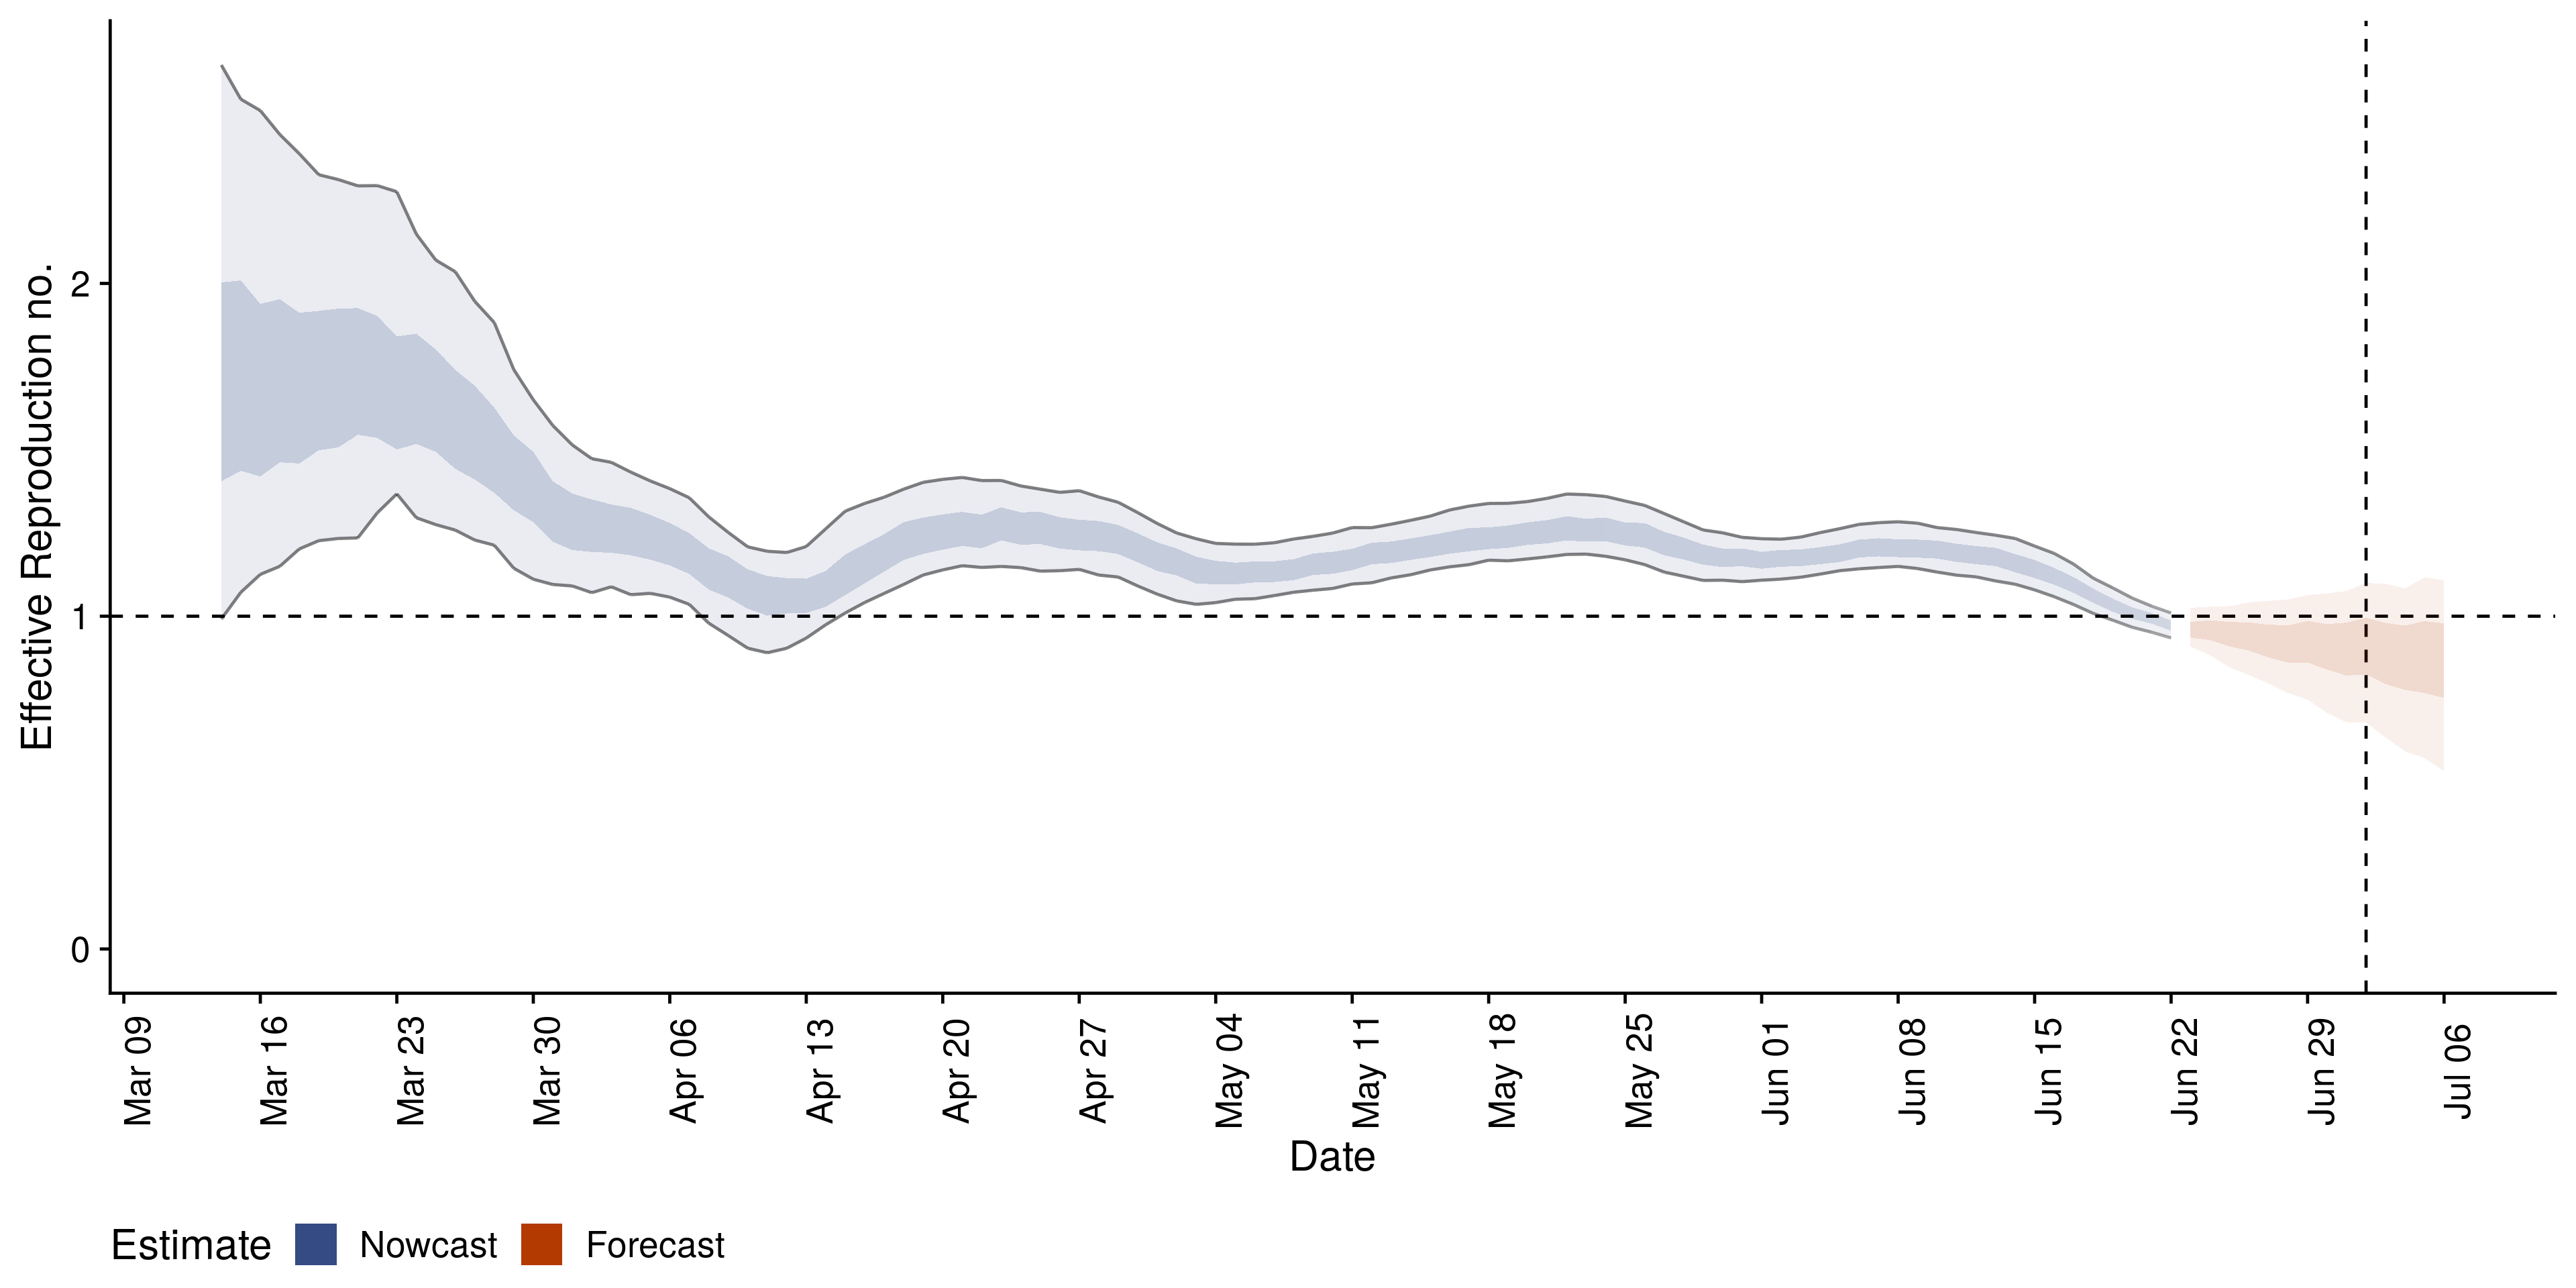 Effective Reproduction no.
2
1
0
Mar 09
Mar 16
Mar 23
Mar 30
Apr 06
Apr 13
Apr 20
Apr 27
May 04
May 11
May 18
May 25
Jun 01
Jun 08
Jun 15
Jun 22
Jun 29
Jul 06
Date
Estimate Nowcast Forecast